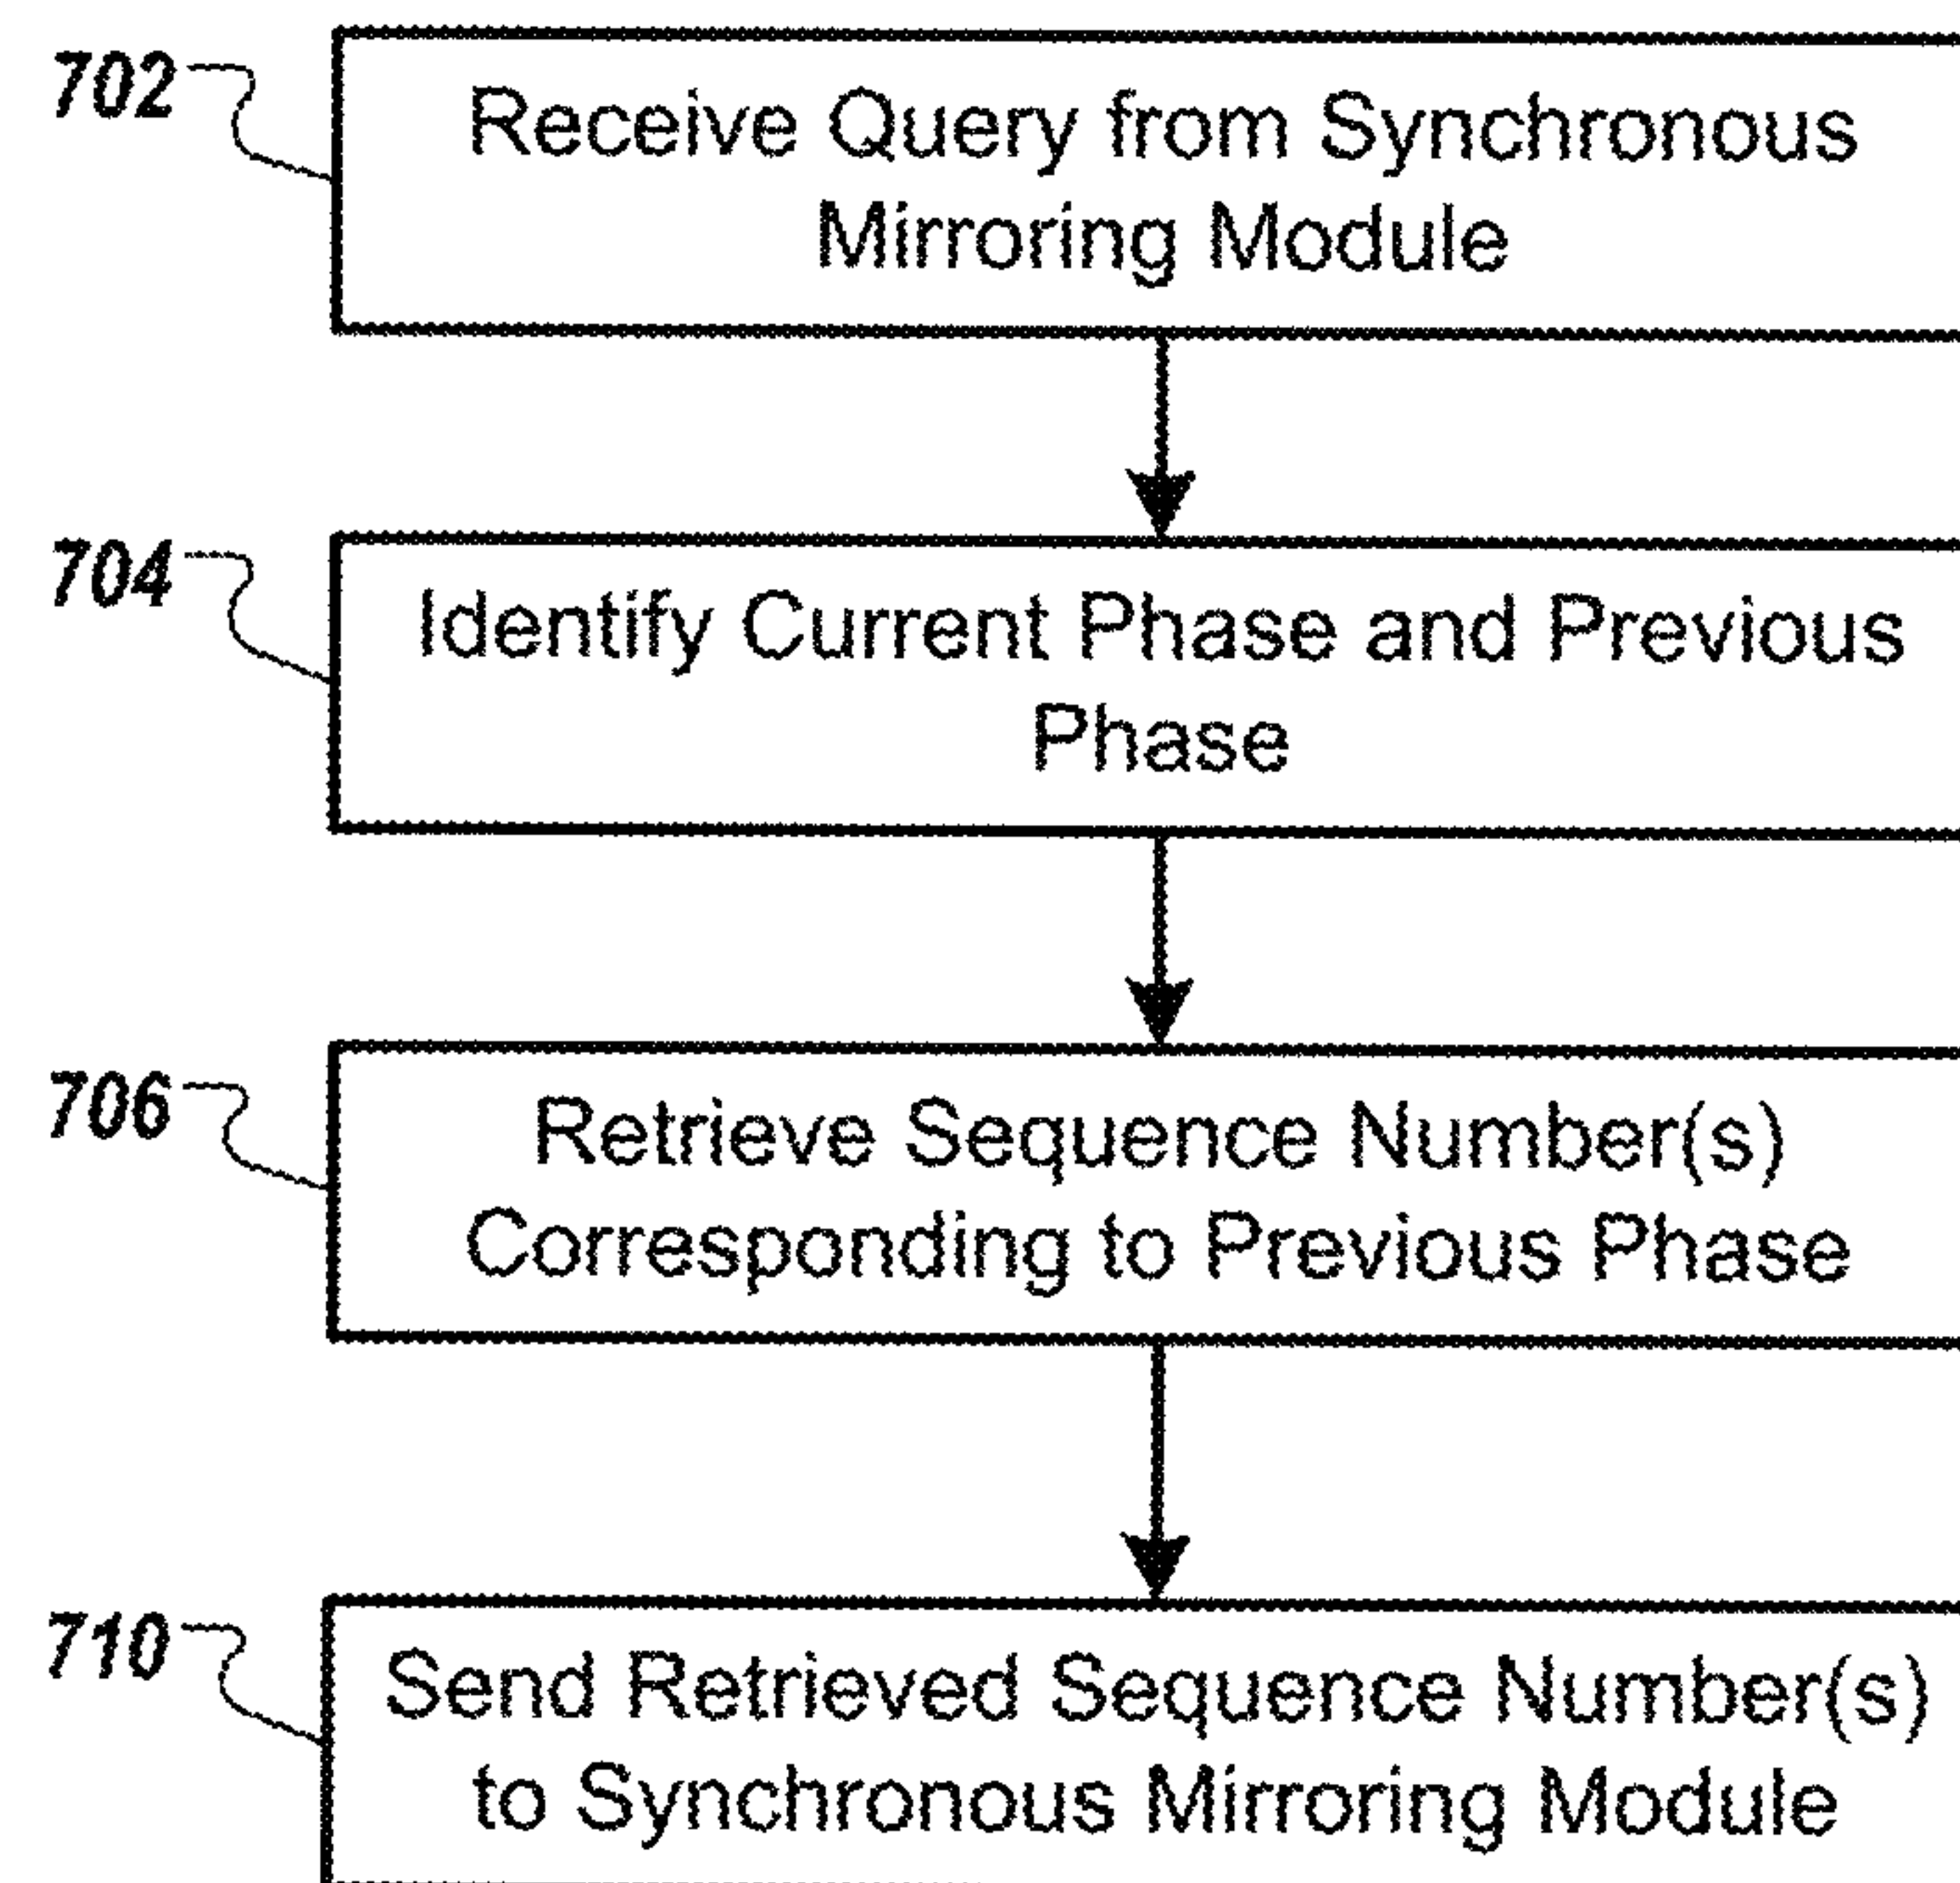 702
Receive Query from Synchronous
Mirroring Module
704
Identify Current Phase and Previous
Phase
706
Retrieve Sequence Number(s)
Corresponding to Previous Phase
710
Send Retrieved Sequence Number(s)
to Synchronous Mirroring Module